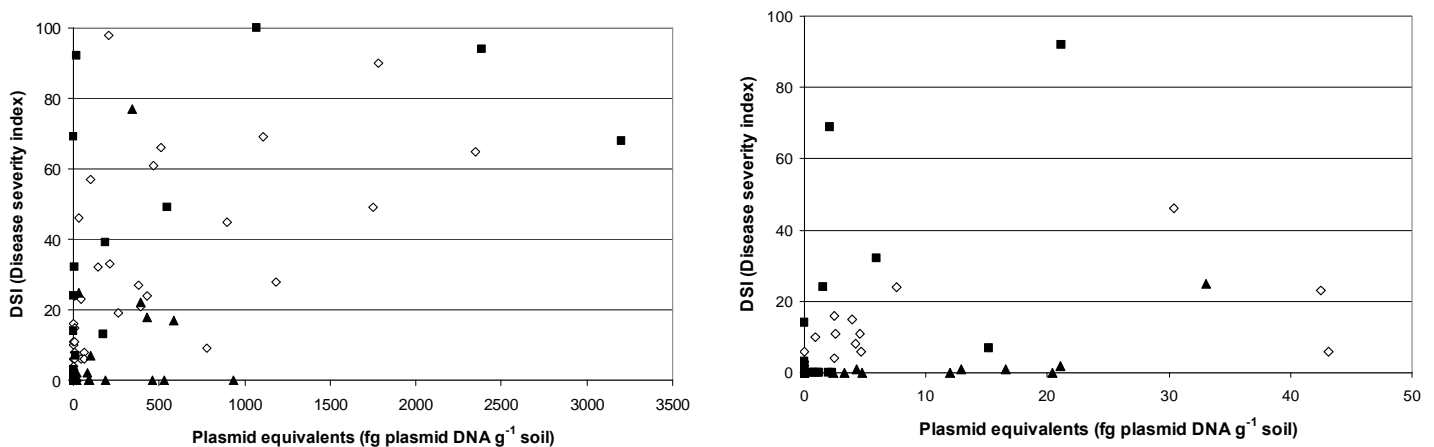 DSI (Disease severity index)
100
80
60
40
20
0
0 500 1000 1500 2000 2500 3000 3500
Plasmid equivalents (fg plasmid DNA g⁻¹ soil)
DSI (Disease severity index)
100
80
60
40
20
0
0 10 20 30 40 50
Plasmid equivalents (fg plasmid DNA g⁻¹ soil)